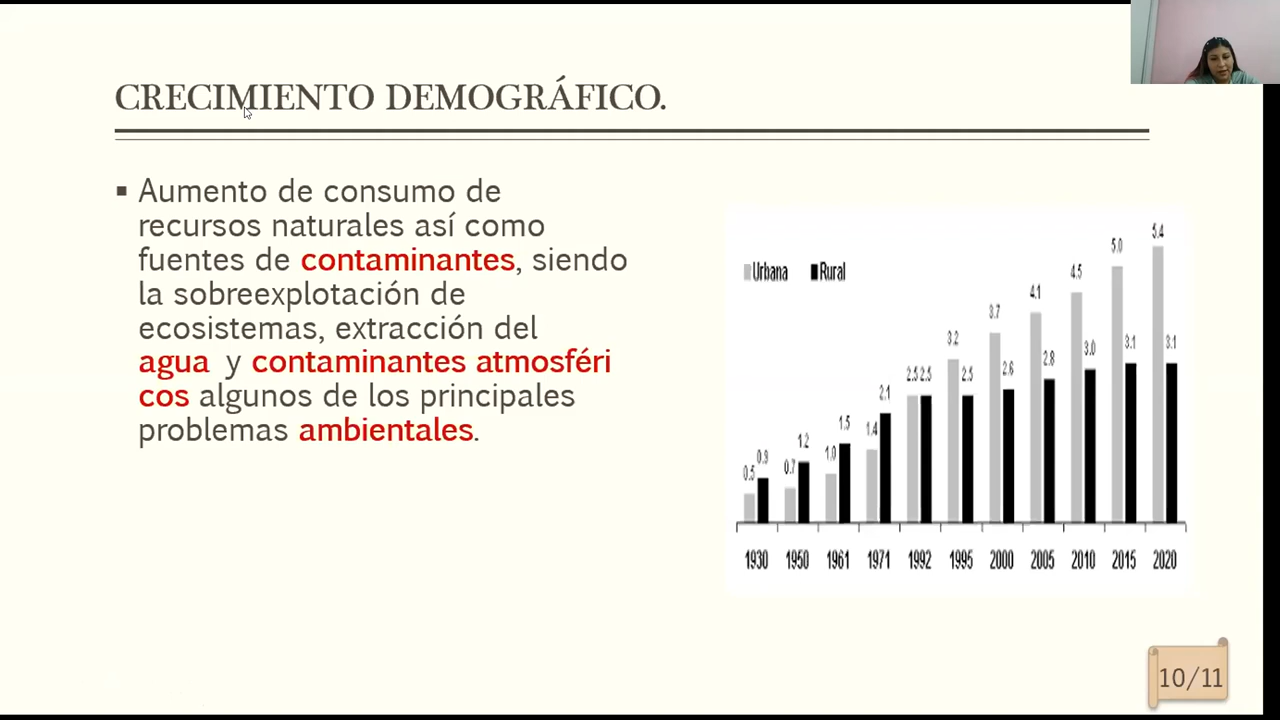 CRECIMIENTO DEMOGRÁFICO.
▪ Aumento de consumo de
recursos naturales así como
fuentes de contaminantes, siendo
la sobreexplotación de
ecosistemas, extracción del
agua y contaminantes atmosféri
cos algunos de los principales
problemas ambientales.
Urbana Rural
0.5 0.9 0.7 1.2 1.0 1.5 1.4 2.1 2.5 2.5 3.2 2.5 3.7 2.6 4.1 2.8 4.5 3.0 5.0 3.1 5.4 3.1
1930 1950 1961 1971 1992 1995 2000 2005 2010 2015 2020
10/11